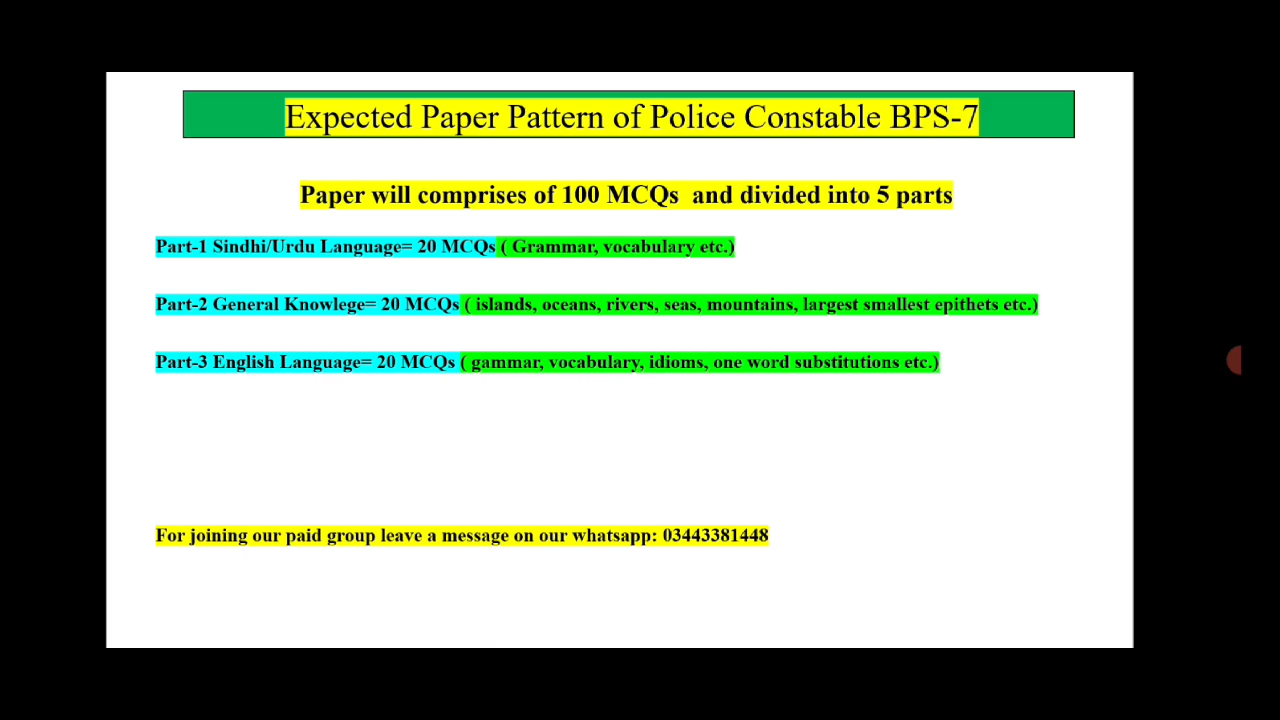 Expected Paper Pattern of Police Constable BPS-7
Paper will comprises of 100 MCQs and divided into 5 parts
Part-1 Sindhi/Urdu Language= 20 MCQs ( Grammar, vocabulary etc.)
Part-2 General Knowlege= 20 MCQs ( islands, oceans, rivers, seas, mountains, largest smallest epithets etc.)
Part-3 English Language= 20 MCQs ( gammar, vocabulary, idioms, one word substitutions etc.)
For joining our paid group leave a message on our whatsapp: 03443381448